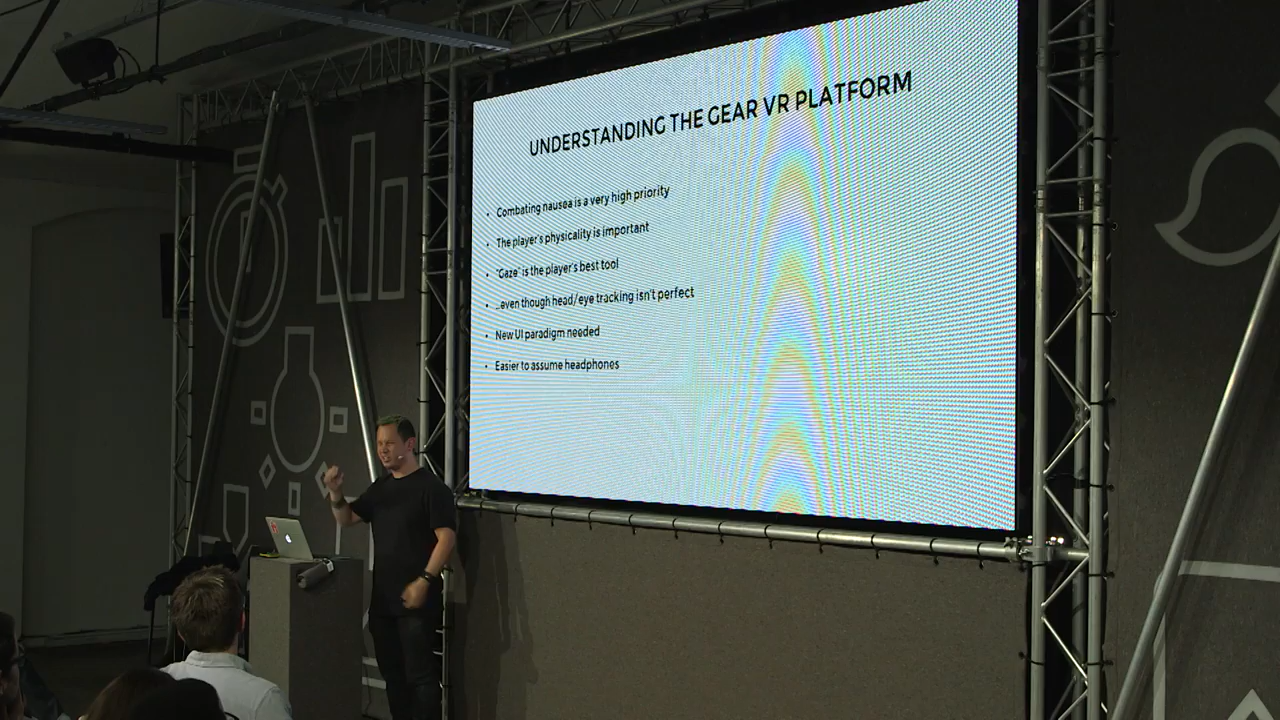 UNDERSTANDING THE GEAR VR PLATFORM
• Combating nausea is a very high priority
• The player's physicality is important
• "Gaze" is the player's best tool
• ...even though head/eye tracking isn't perfect
• New UI paradigm needed
• Easier to assume headphones